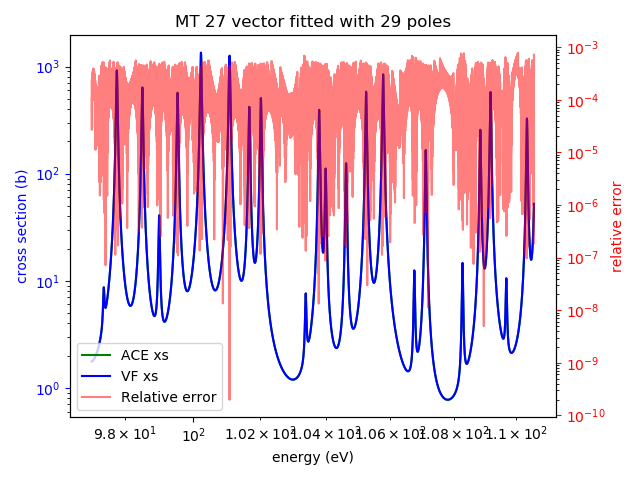 MT 27 vector fitted with 29 poles
10³
10²
10¹
10⁰
cross section (b)
10⁻³
10⁻⁴
10⁻⁵
10⁻⁶
10⁻⁷
10⁻⁸
10⁻⁹
10⁻¹⁰
relative error
ACE xs
VF xs
Relative error
9.8 × 10¹ 10² 1.02 × 10² 1.04 × 10² 1.06 × 10² 1.08 × 10² 1.1 × 10²
energy (eV)